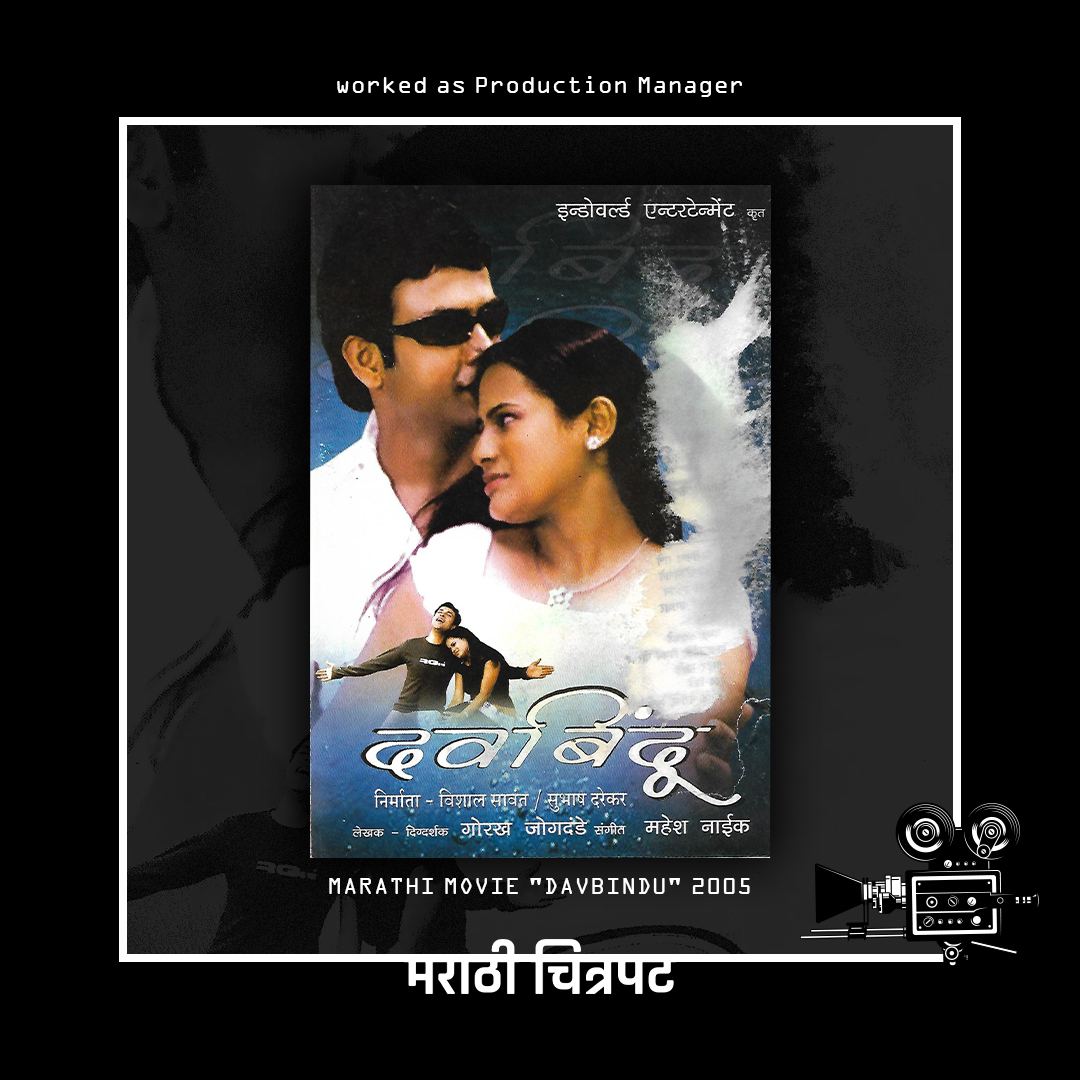 worked as Production Manager
इन्डोवर्ल्ड एन्टरटेन्मेंट कृत
दवबिंदू
निर्माता - विशाल सावंत / सुभाष दरेकर
लेखक - दिग्दर्शक गोरख जोगदंडे संगीत महेश नाईक
MARATHI MOVIE "DAVBINDU" 2005
मराठी चित्रपट